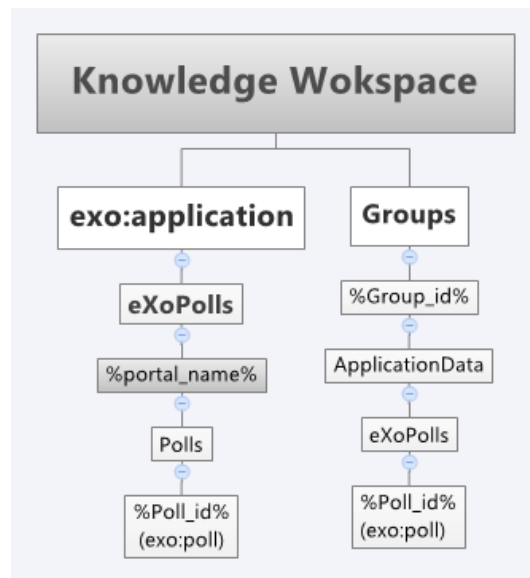 Knowledge Wokspace
exo:application
Groups
eXoPolls
%Group_id%
%portal_name%
ApplicationData
Polls
eXoPolls
%Poll_id%
(exo:poll)
%Poll_id%
(exo:poll)